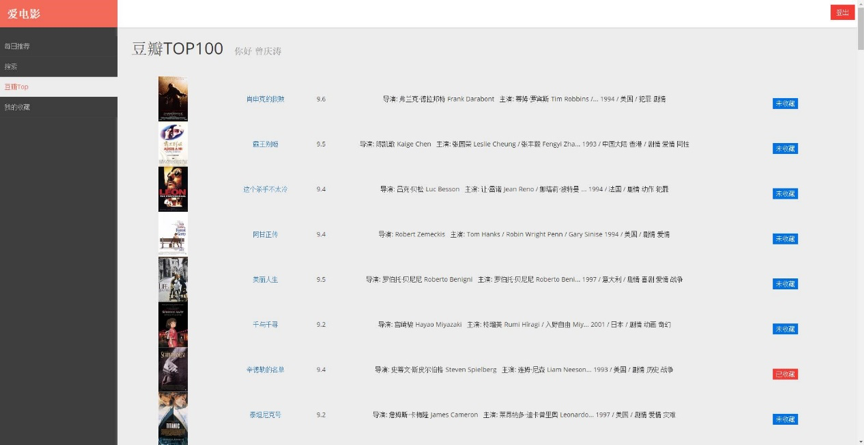 爱电影
登出
每日推荐
搜索
豆瓣Top
我的收藏
豆瓣TOP100 你好 曾庆涛
肖申克的救赎 9.6 导演: 弗兰克·德拉邦特 Frank Darabont 主演: 蒂姆·罗宾斯 Tim Robbins /... 1994 / 美国 / 犯罪 剧情 未收藏
霸王别姬 9.5 导演: 陈凯歌 Kaige Chen 主演: 张国荣 Leslie Cheung / 张丰毅 Fengyi Zha... 1993 / 中国大陆 香港 / 剧情 爱情 同性 未收藏
这个杀手不太冷 9.4 导演: 吕克·贝松 Luc Besson 主演: 让·雷诺 Jean Reno / 娜塔莉·波特曼 ... 1994 / 法国 / 剧情 动作 犯罪 未收藏
阿甘正传 9.4 导演: Robert Zemeckis 主演: Tom Hanks / Robin Wright Penn / Gary Sinise 1994 / 美国 / 剧情 爱情 未收藏
美丽人生 9.5 导演: 罗伯托·贝尼尼 Roberto Benigni 主演: 罗伯托·贝尼尼 Roberto Beni... 1997 / 意大利 / 剧情 喜剧 爱情 战争 未收藏
千与千寻 9.2 导演: 宫崎骏 Hayao Miyazaki 主演: 柊瑠美 Rumi Hîragi / 入野自由 Miy... 2001 / 日本 / 剧情 动画 奇幻 未收藏
辛德勒的名单 9.4 导演: 史蒂文·斯皮尔伯格 Steven Spielberg 主演: 连姆·尼森 Liam Neeson... 1993 / 美国 / 剧情 历史 战争 已收藏
泰坦尼克号 9.2 导演: 詹姆斯·卡梅隆 James Cameron 主演: 莱昂纳多·迪卡普里奥 Leonardo... 1997 / 美国 / 剧情 爱情 灾难 未收藏
LEON
TITANIC